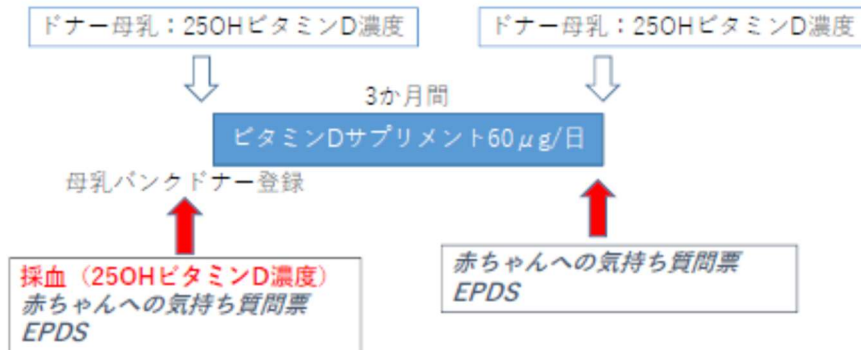 ドナー母乳：25OHビタミンD濃度
ドナー母乳：25OHビタミンD濃度
3か月間
ビタミンDサプリメント60μg/日
母乳バンクドナー登録
採血（25OHビタミンD濃度）
赤ちゃんへの気持ち質問票
EPDS
赤ちゃんへの気持ち質問票
EPDS